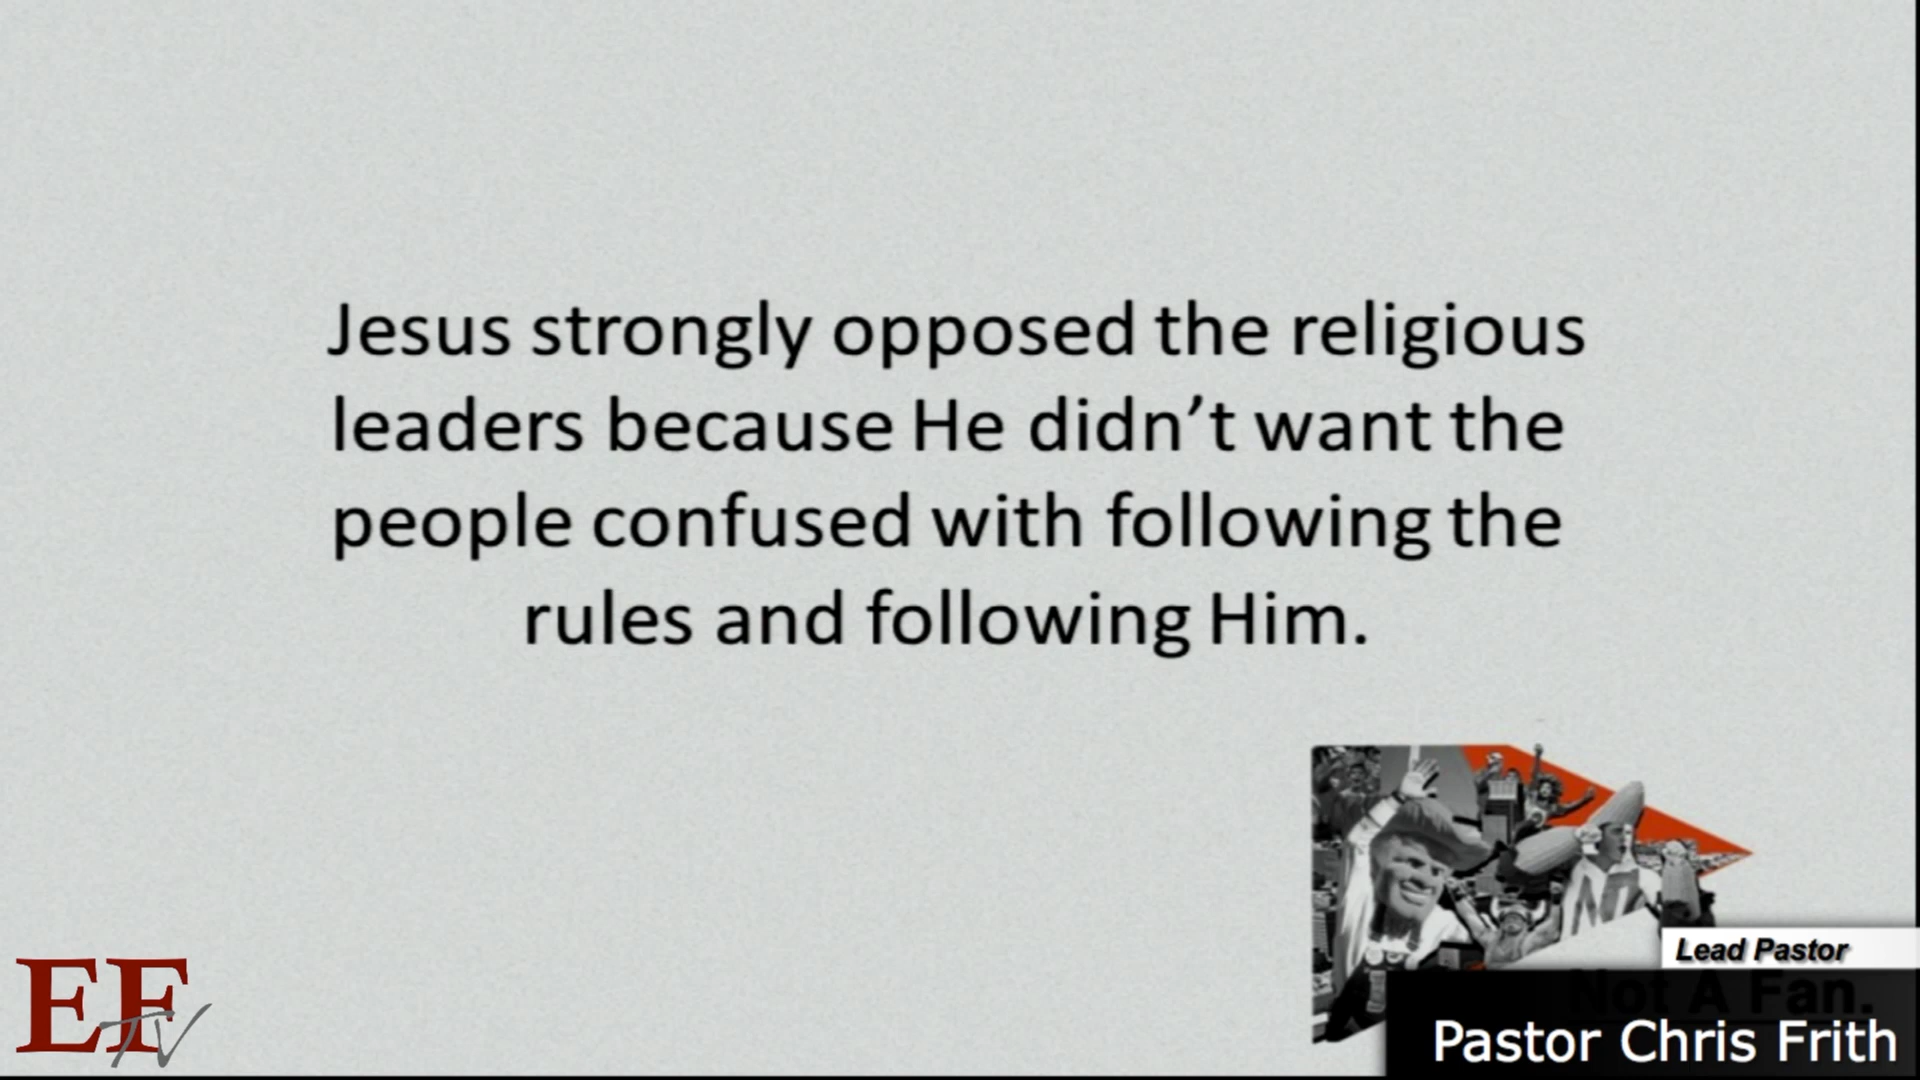 Jesus strongly opposed the religious
leaders because He didn’t want the
people confused with following the
rules and following Him.
Lead Pastor
Not A Fan.
Pastor Chris Frith
EF
TV